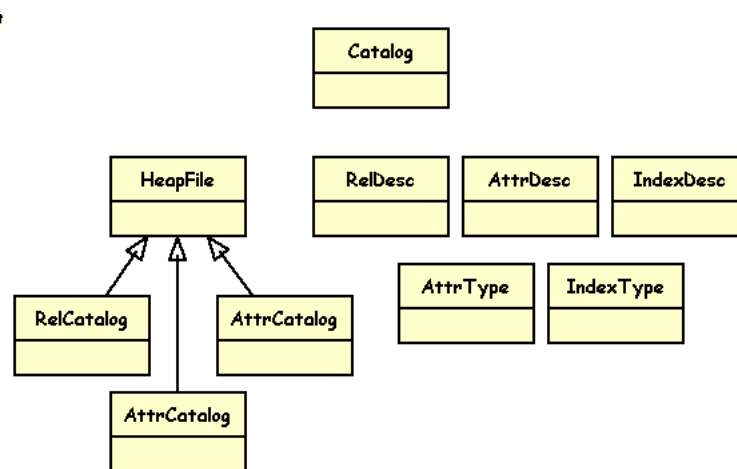 Catalog
HeapFile
RelDesc
AttrDesc
IndexDesc
AttrType
IndexType
RelCatalog
AttrCatalog
AttrCatalog